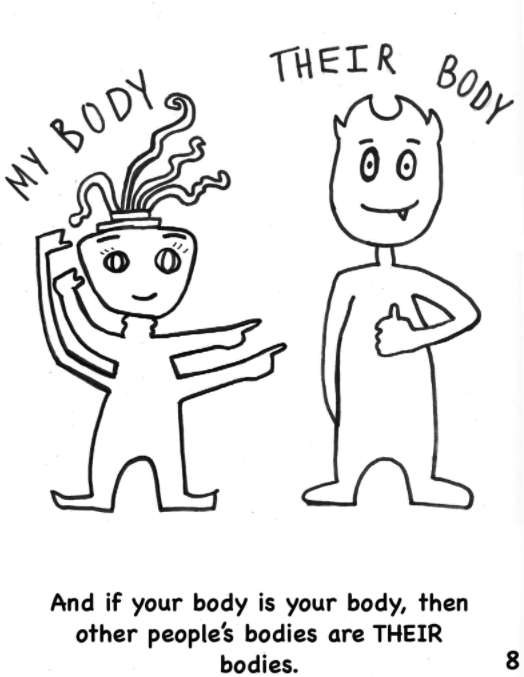 MY BODY
THEIR BODY
And if your body is your body, then
other people's bodies are THEIR
bodies.
8